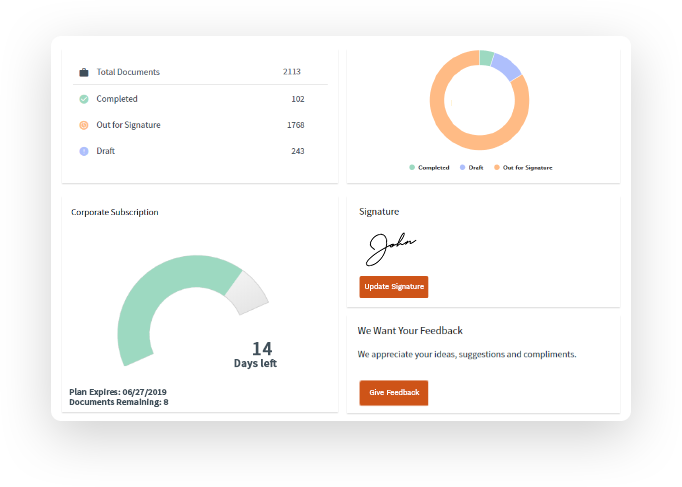 Total Documents 2113
Completed 102
Out for Signature 1768
Draft 243
Completed Draft Out for Signature
Corporate Subscription
14
Days left
Plan Expires: 06/27/2019
Documents Remaining: 8
Signature
John
Update Signature
We Want Your Feedback
We appreciate your ideas, suggestions and compliments.
Give Feedback